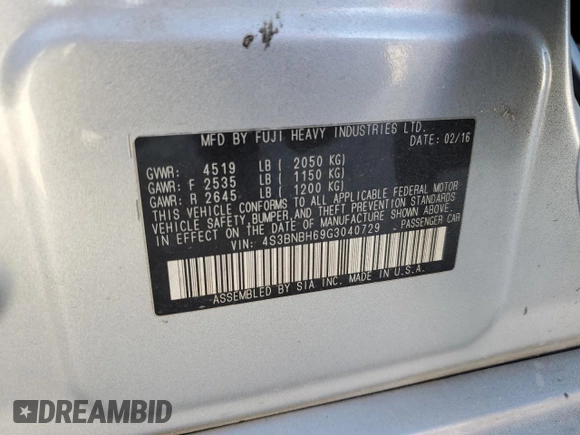 MFD BY FUJI HEAVY INDUSTRIES LTD.
DATE: 02/16
GVWR: 4519 LB ( 2050 KG)
GAWR: F 2535 LB ( 1150 KG)
GAWR: R 2645 LB ( 1200 KG)
THIS VEHICLE CONFORMS TO ALL APPLICABLE FEDERAL MOTOR
VEHICLE SAFETY, BUMPER, AND THEFT PREVENTION STANDARDS
IN EFFECT ON THE DATE OF MANUFACTURE SHOWN ABOVE.
VIN: 4S3BNBH69G3040729 PASSENGER CAR
ASSEMBLED BY SIA INC. MADE IN U.S.A.
DREAMBID